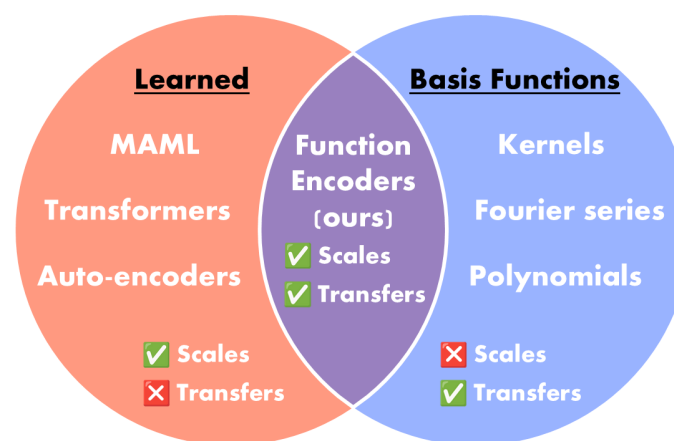 Learned
MAML
Transformers
Auto-encoders
✅ Scales
❌ Transfers
Function
Encoders
(ours)
✅ Scales
✅ Transfers
Basis Functions
Kernels
Fourier series
Polynomials
❌ Scales
✅ Transfers